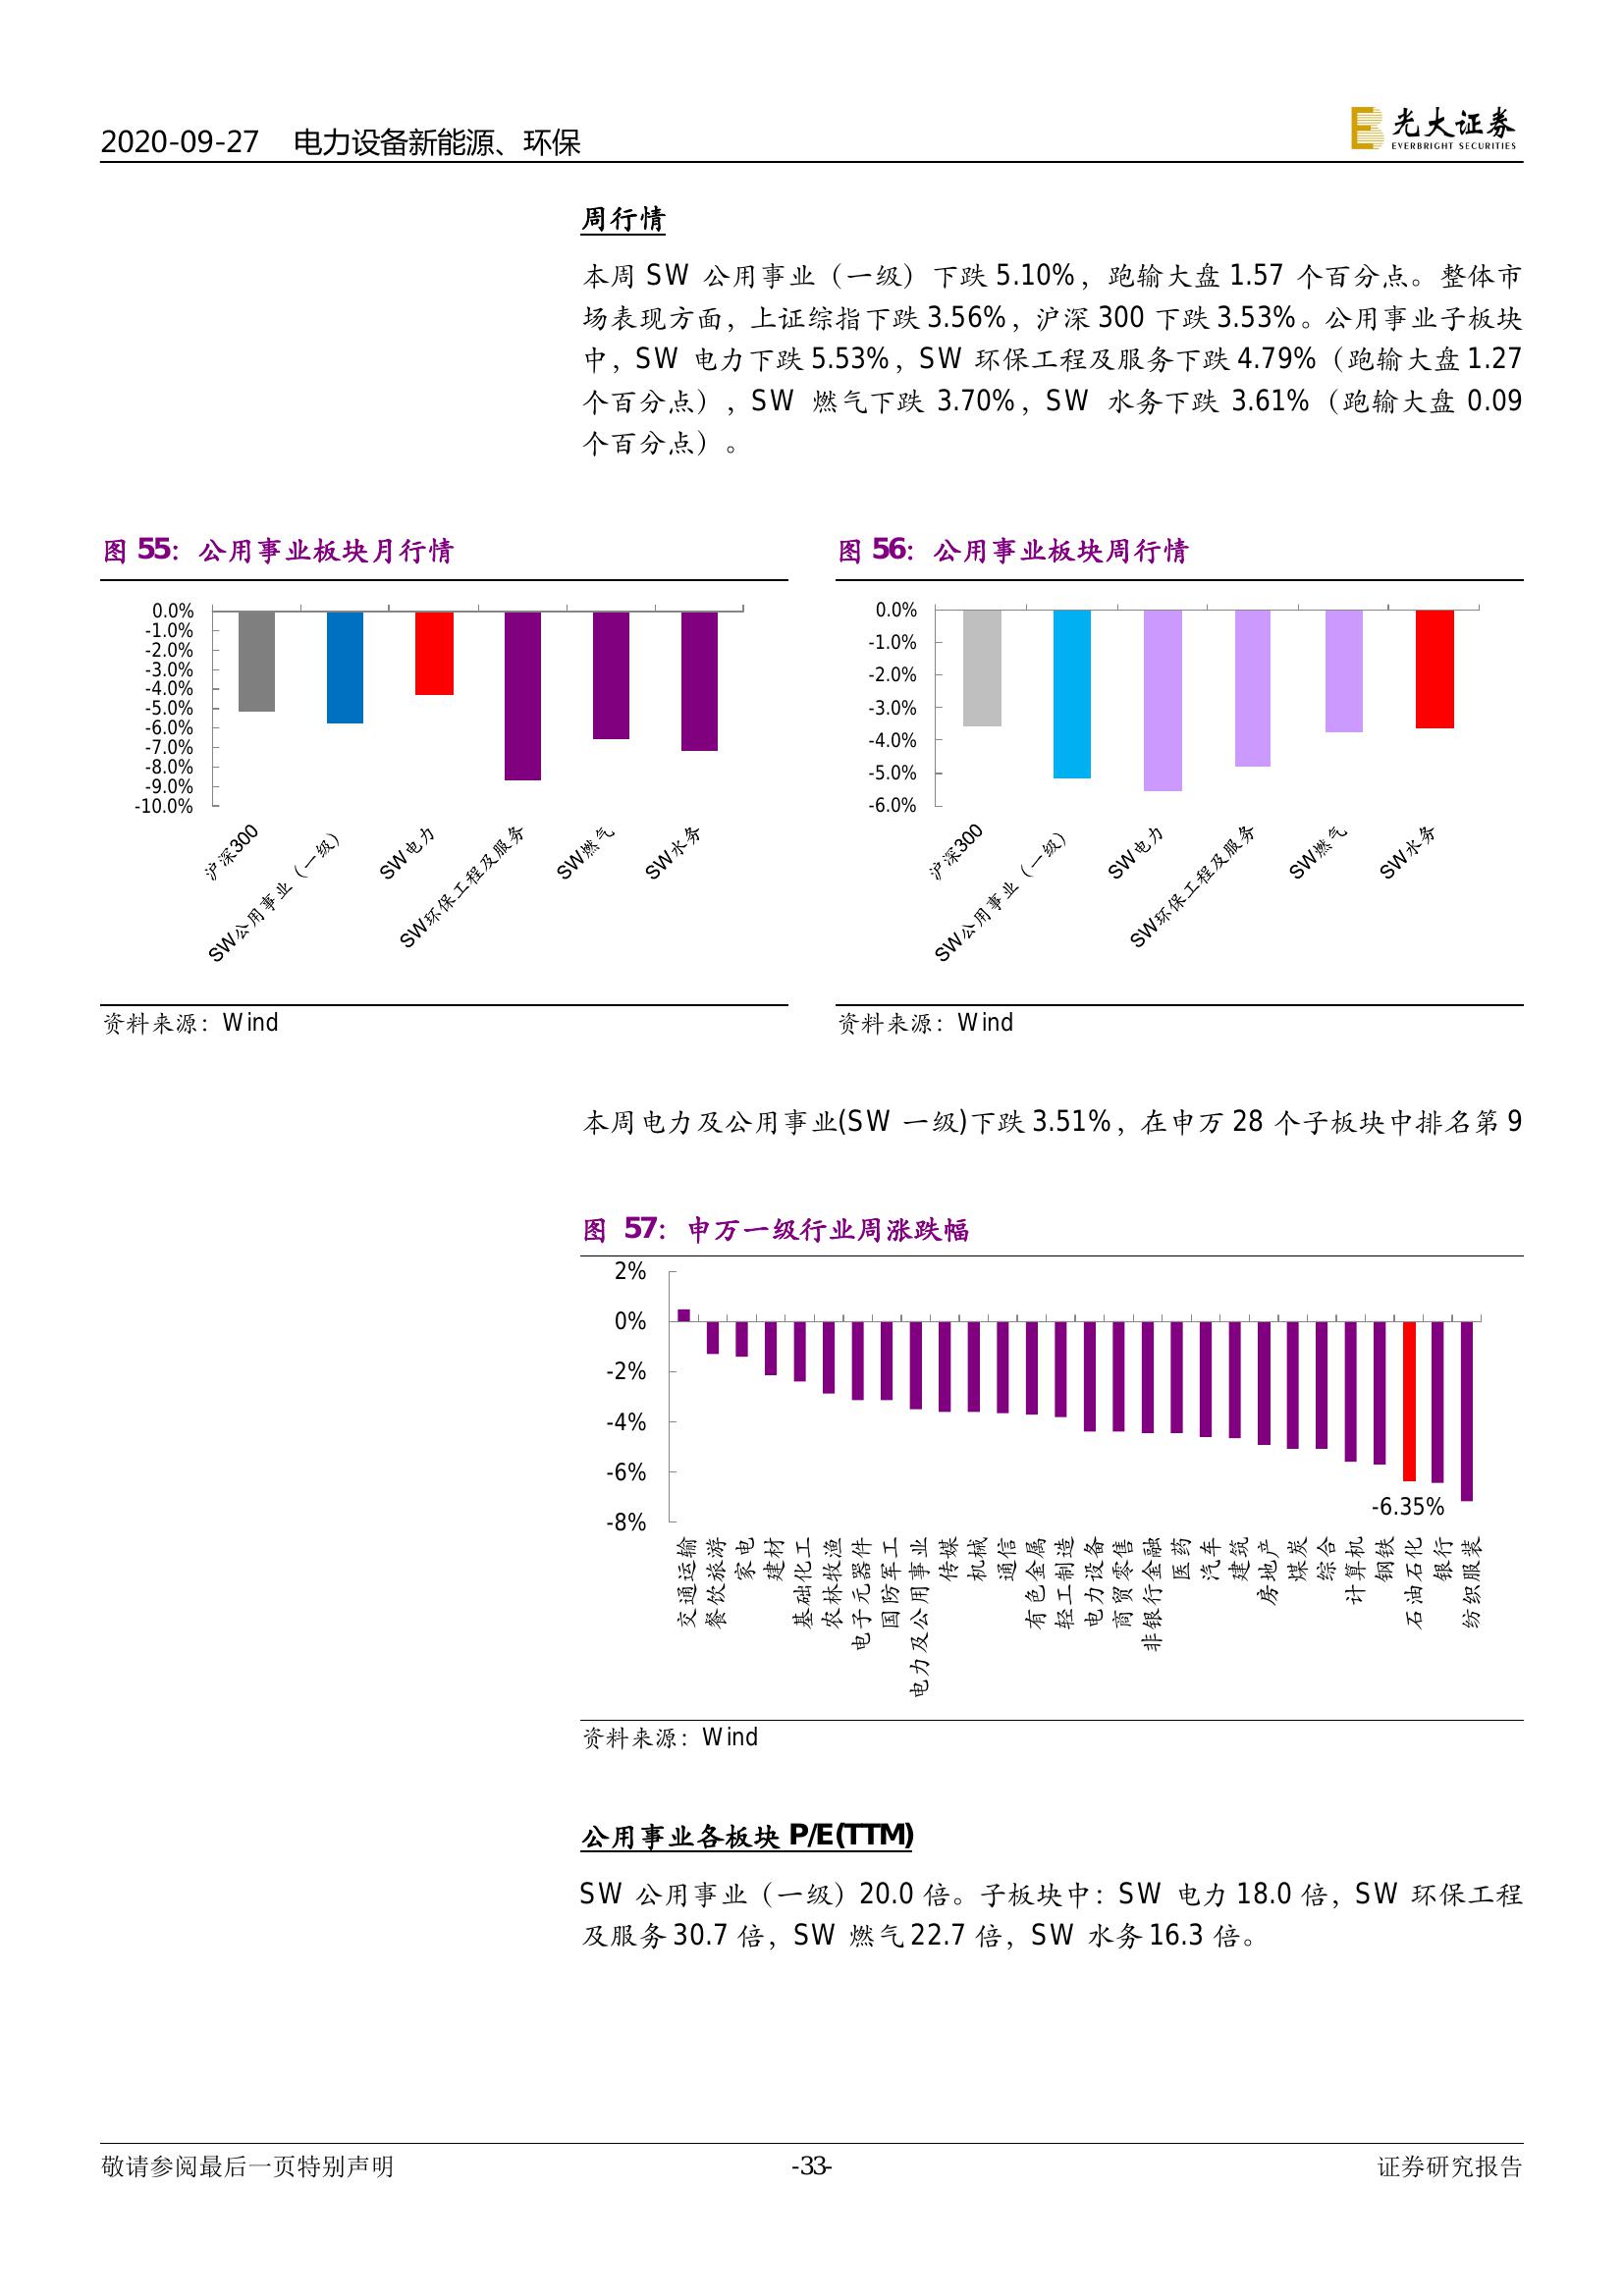 2020-09-27 电力设备新能源、环保
光大证券
EVERBRIGHT SECURITIES
周行情
本周 SW 公用事业（一级）下跌 5.10%，跑输大盘 1.57 个百分点。整体市
场表现方面，上证综指下跌 3.56%，沪深 300 下跌 3.53%。公用事业子板块
中，SW 电力下跌 5.53%，SW 环保工程及服务下跌 4.79%（跑输大盘 1.27
个百分点），SW 燃气下跌 3.70%，SW 水务下跌 3.61%（跑输大盘 0.09
个百分点）。
图 55：公用事业板块月行情
0.0%
-1.0%
-2.0%
-3.0%
-4.0%
-5.0%
-6.0%
-7.0%
-8.0%
-9.0%
-10.0%
沪深300
SW公用事业（一级）
SW电力
SW环保工程及服务
SW燃气
SW水务
资料来源：Wind
图 56：公用事业板块周行情
0.0%
-1.0%
-2.0%
-3.0%
-4.0%
-5.0%
-6.0%
沪深300
SW公用事业（一级）
SW电力
SW环保工程及服务
SW燃气
SW水务
资料来源：Wind
本周电力及公用事业(SW 一级)下跌 3.51%，在申万 28 个子板块中排名第 9
图 57：申万一级行业周涨跌幅
2%
0%
-2%
-4%
-6%
-8%
-6.35%
交通运输
餐饮旅游
家电
建材
基础化工
农林牧渔
电子元器件
国防军工
电力及公用事业
传媒
机械
通信
有色金属
轻工制造
电力设备
商贸零售
非银行金融
医药
汽车
建筑
房地产
煤炭
综合
计算机
钢铁
石油石化
银行
纺织服装
资料来源：Wind
公用事业各板块 P/E(TTM)
SW 公用事业（一级）20.0 倍。子板块中：SW 电力 18.0 倍，SW 环保工程
及服务 30.7 倍，SW 燃气 22.7 倍，SW 水务 16.3 倍。
敬请参阅最后一页特别声明
-33-
证券研究报告